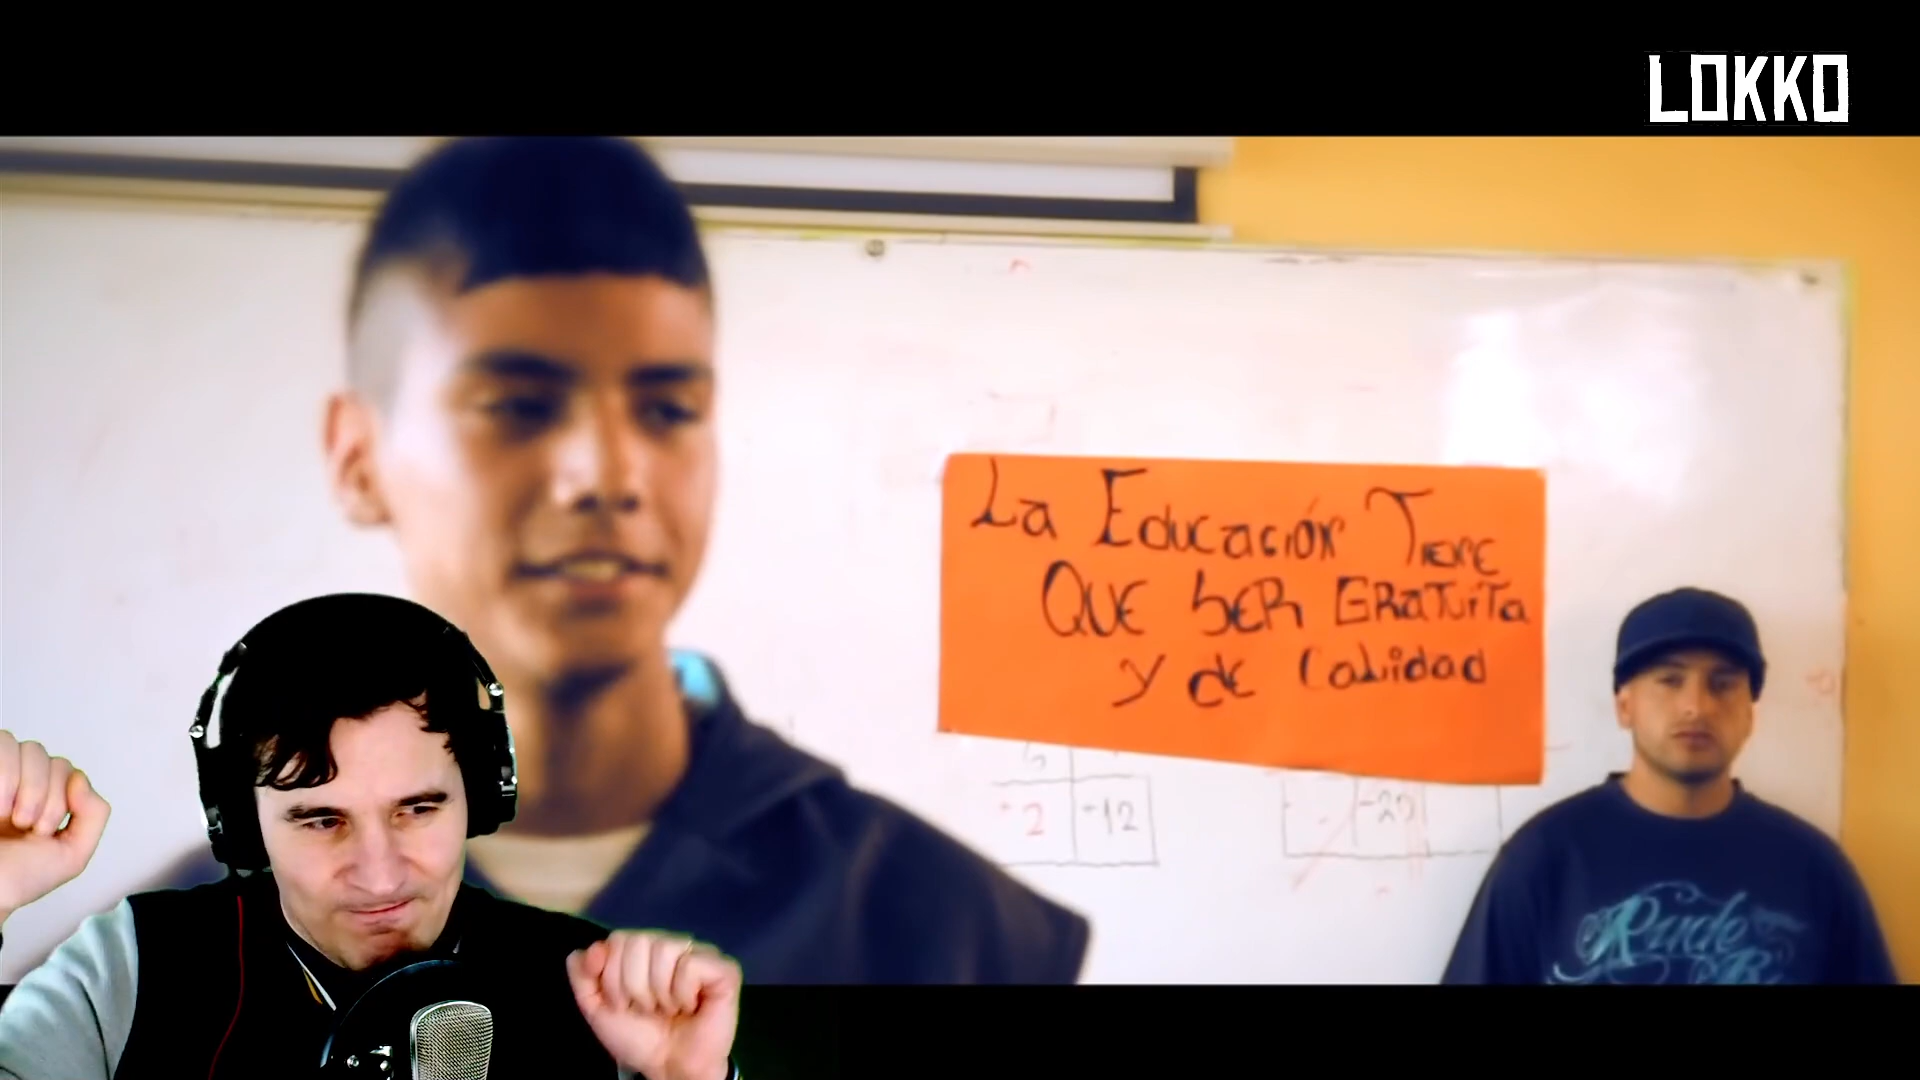 LOKKO
La Educación Tiene
Que ser Gratuita
y de Calidad
-2 -12
Rude